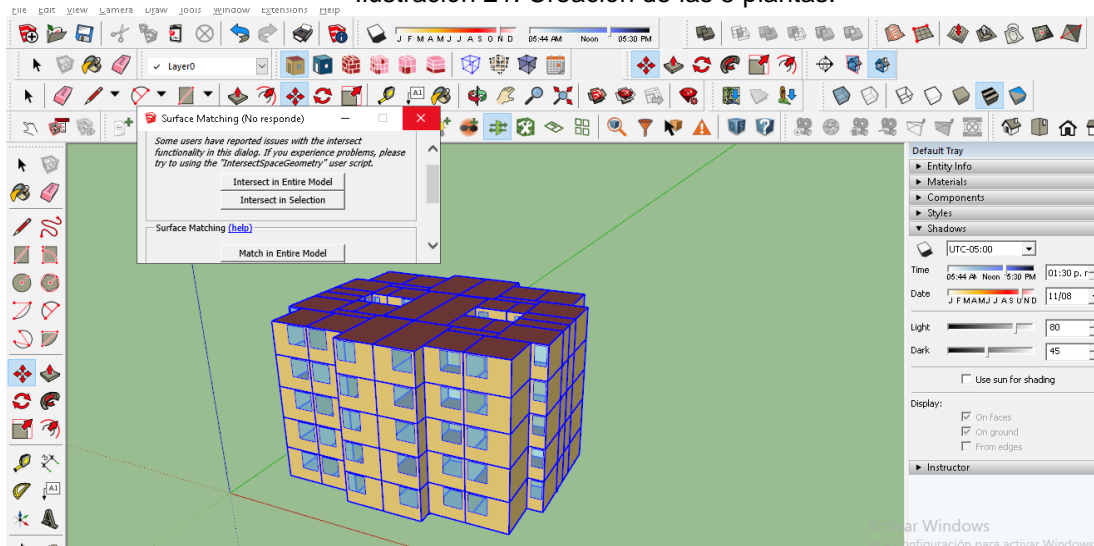 Ilustración 21. Creación de las 5 plantas.
File Edit View Camera Draw Tools Window Extensions Help
J F M A M J J A S O N D 05:44 AM Noon 05:30 PM
Layer0
A1
Surface Matching (No responde)
Some users have reported issues with the intersect
functionality in this dialog. If you experience problems, please
try to using the "IntersectSpaceGeometry" user script.
Intersect in Entire Model
Intersect in Selection
Surface Matching (help)
Match in Entire Model
Default Tray
Entity Info
Materials
Components
Styles
Shadows
UTC-05:00
Time 05:44 AM Noon 5:30 PM 01:30 p. r
Date J F M A M J J A S O N D 11/08
Light 80
Dark 45
Use sun for shading
Display:
On faces
On ground
From edges
Instructor
A1
ar Windows
nfiguración para activar Windows